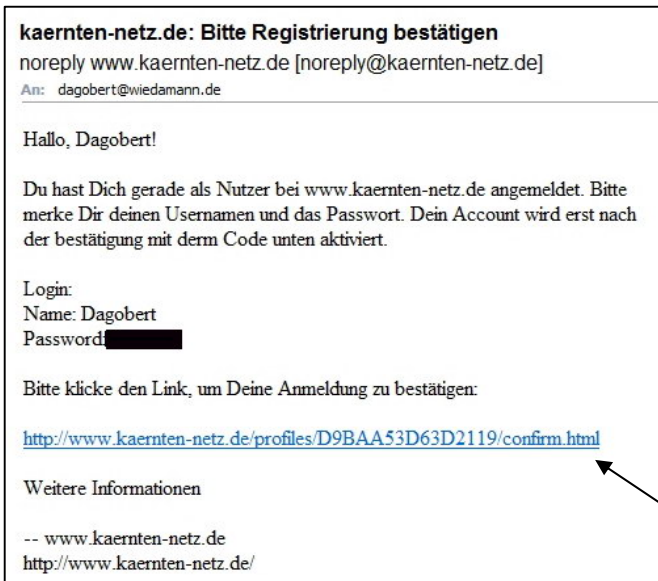 kaernten-netz.de: Bitte Registrierung bestätigen
noreply www.kaernten-netz.de [noreply@kaernten-netz.de]
An: dagobert@wiedamann.de
Hallo, Dagobert!
Du hast Dich gerade als Nutzer bei www.kaernten-netz.de angemeldet. Bitte
merke Dir deinen Usernamen und das Passwort. Dein Account wird erst nach
der bestätigung mit derm Code unten aktiviert.
Login:
Name: Dagobert
Password:
Bitte klicke den Link, um Deine Anmeldung zu bestätigen:
http://www.kaernten-netz.de/profiles/D9BAA53D63D2119/confirm.html
Weitere Informationen
-- www.kaernten-netz.de
http://www.kaernten-netz.de/